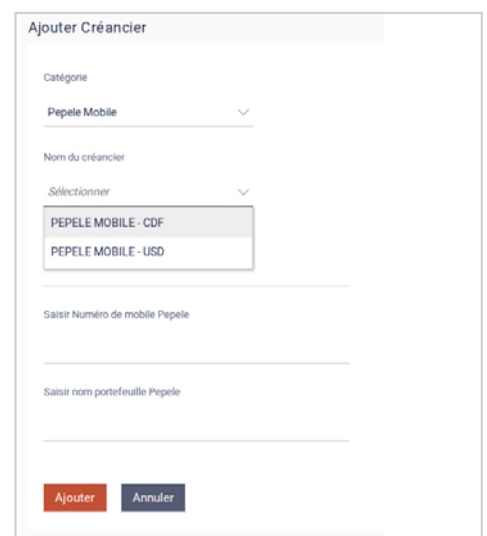 Ajouter Créancier
Catégorie
Pepele Mobile
Nom du créancier
Sélectionner
PEPELE MOBILE - CDF
PEPELE MOBILE - USD
Saisir Numéro de mobile Pepele
Saisir nom portefeuille Pepele
Ajouter Annuler